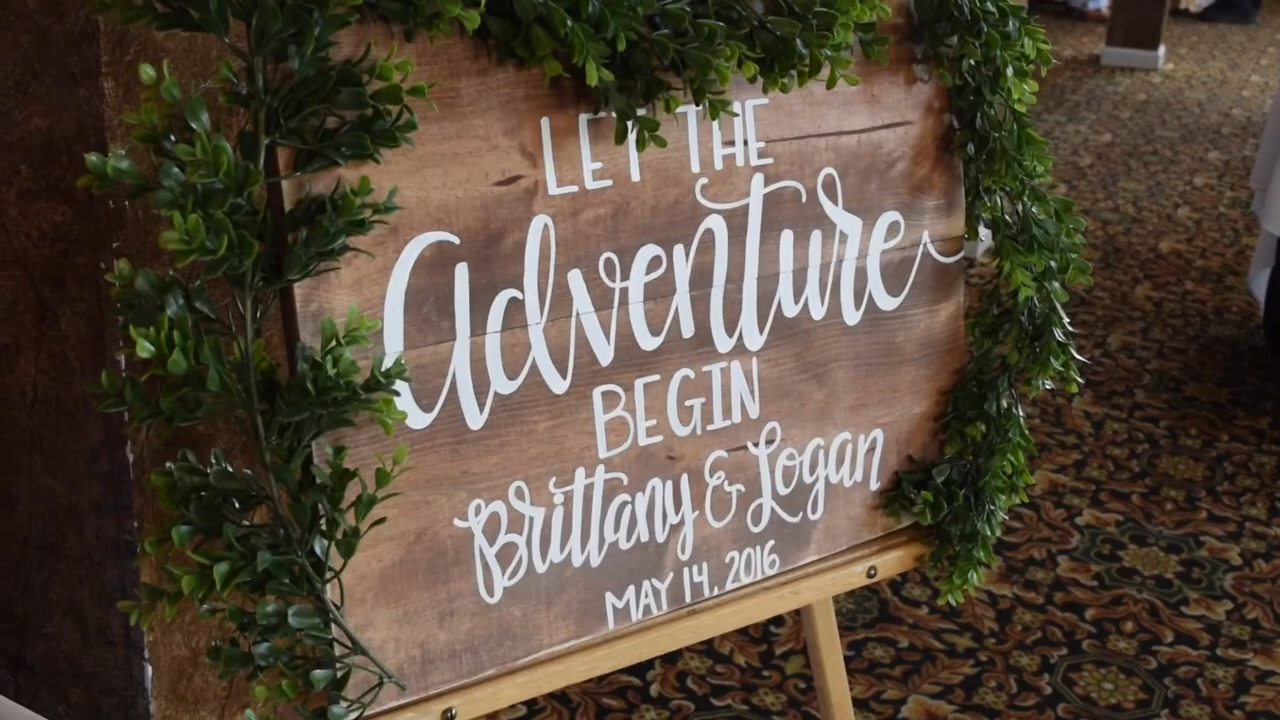 LET THE
Adventure
BEGIN
Brittany & Logan
MAY 14, 2016